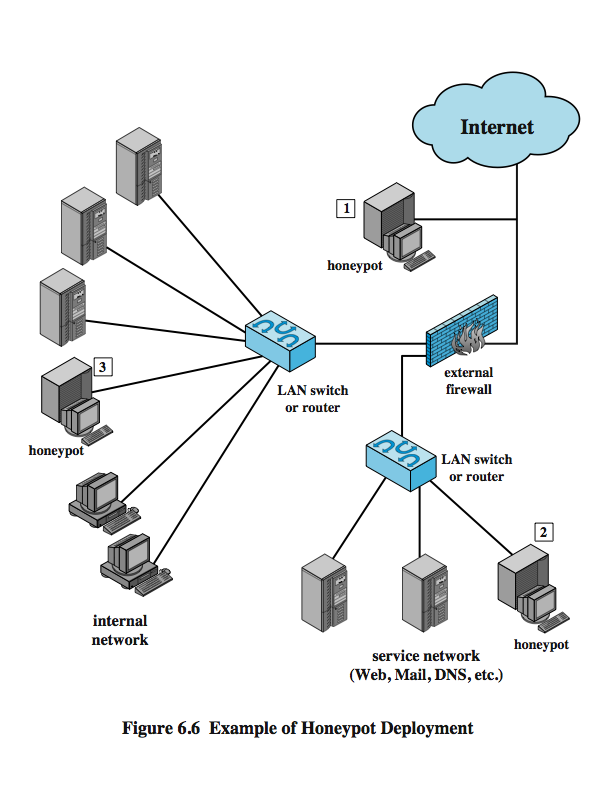 Internet
1
honeypot
external
firewall
LAN switch
or router
3
honeypot
LAN switch
or router
2
honeypot
internal
network
service network
(Web, Mail, DNS, etc.)
Figure 6.6  Example of Honeypot Deployment